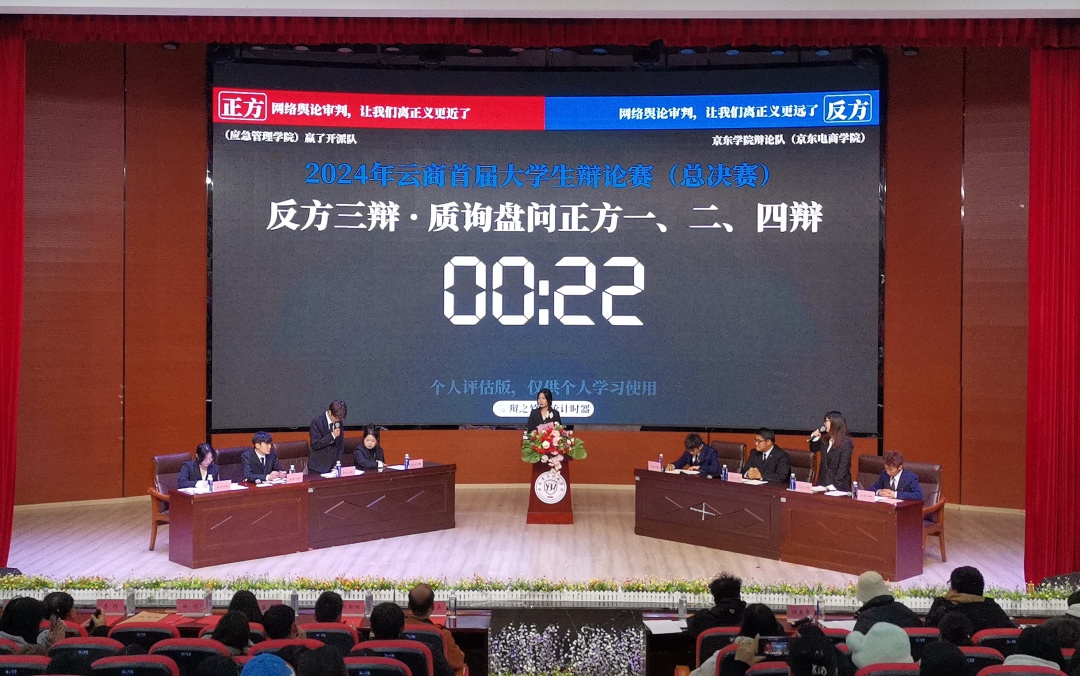 正方 网络舆论审判，让我们离正义更近了
网络舆论审判，让我们离正义更远了 反方
（应急管理学院）赢了开派队
京东学院辩论队（京东电商学院）
2024年云商首届大学生辩论赛（总决赛）
反方三辩·质询盘问正方一、二、四辩
00:22
个人评估版，仅供个人学习使用
辩之
计时器